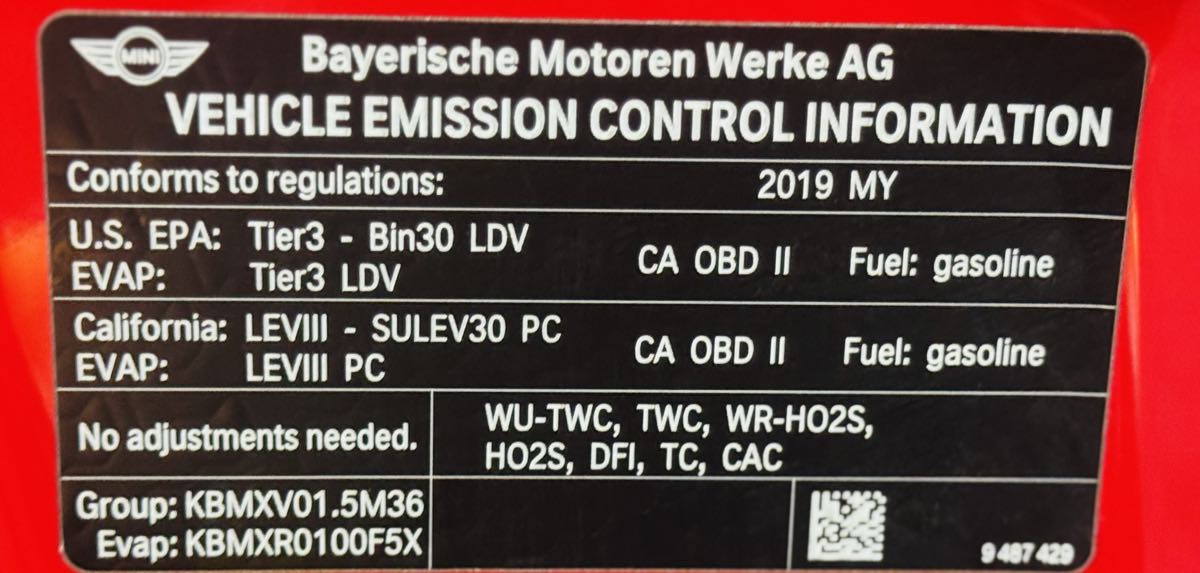 MINI
Bayerische Motoren Werke AG
VEHICLE EMISSION CONTROL INFORMATION
Conforms to regulations: 2019 MY
U.S. EPA: Tier3 - Bin30 LDV
EVAP: Tier3 LDV
CA OBD II Fuel: gasoline
California: LEVIII - SULEV30 PC
EVAP: LEVIII PC
CA OBD II Fuel: gasoline
No adjustments needed.
WU-TWC, TWC, WR-HO2S,
HO2S, DFI, TC, CAC
Group: KBMXV01.5M36
Evap: KBMXR0100F5X
9 487 429